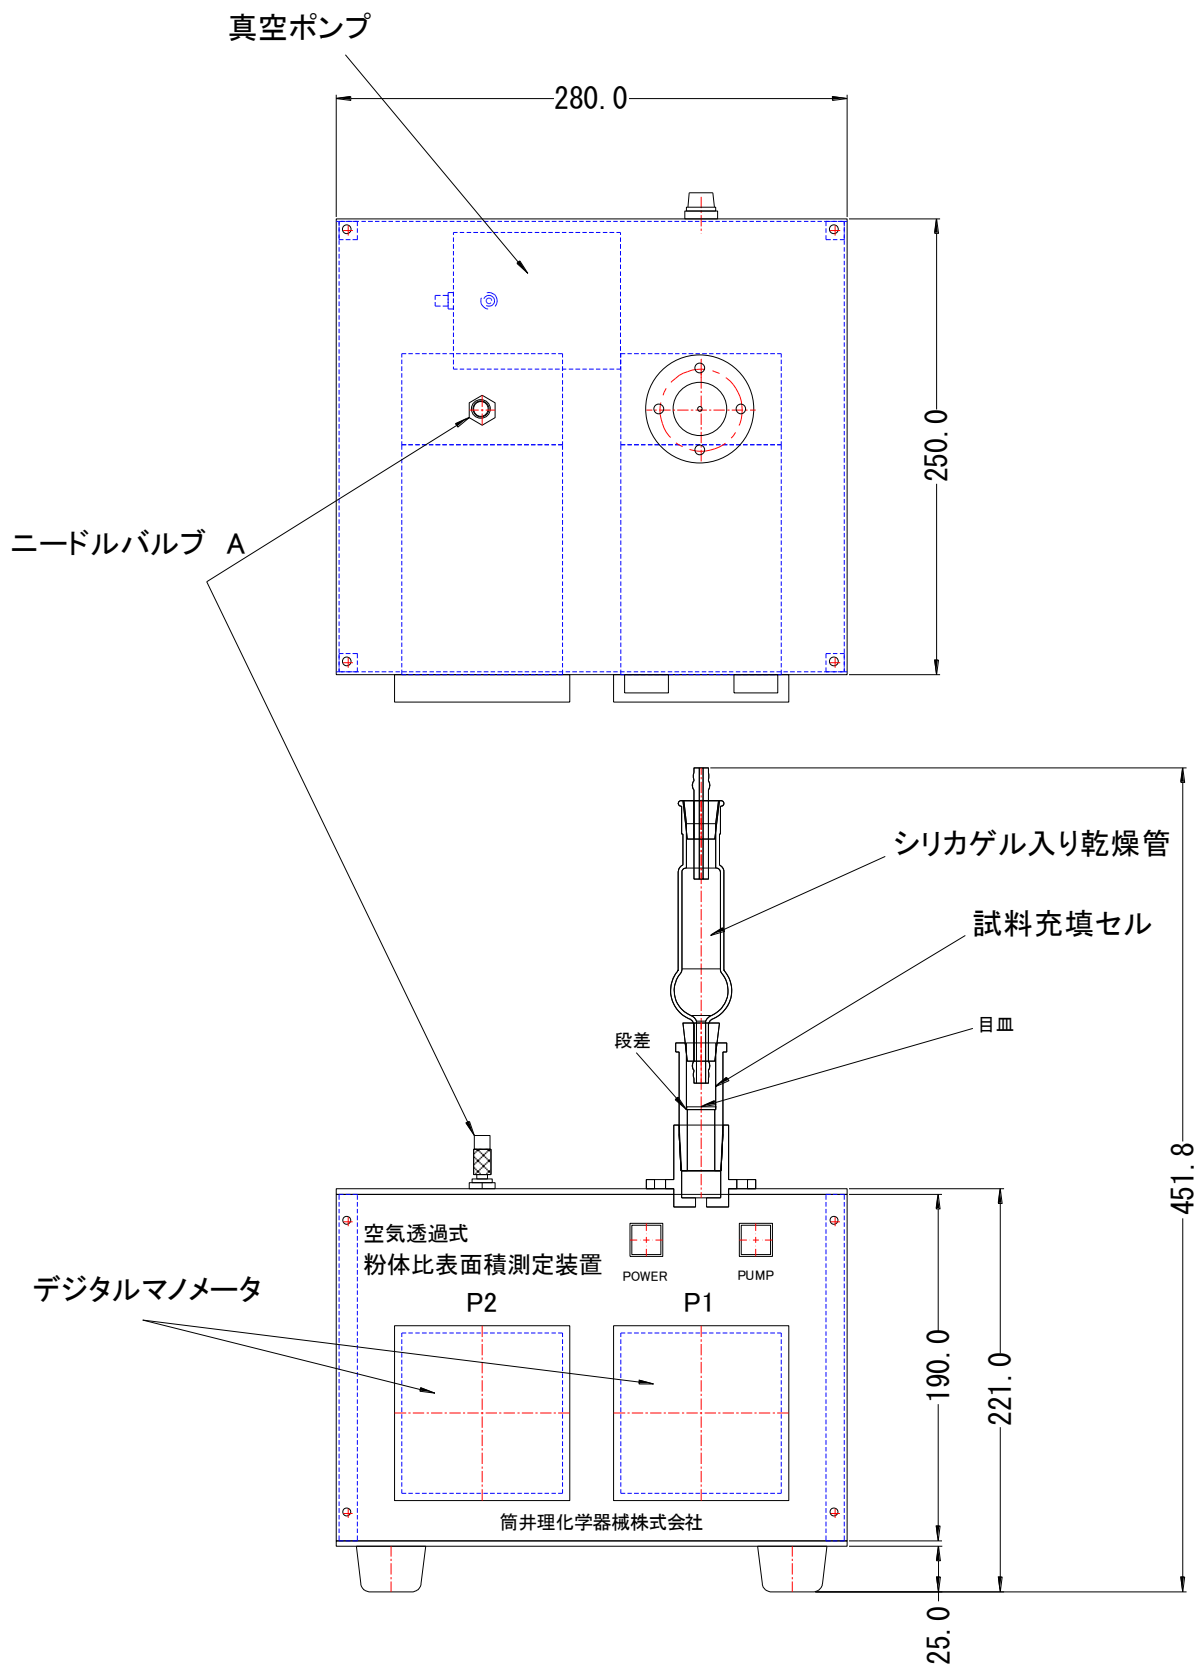 真空ポンプ
280.0
250.0
ニードルバルブ A
シリカゲル入り乾燥管
試料充填セル
段差
目皿
451.8
空気透過式
粉体比表面積測定装置
POWER
PUMP
デジタルマノメータ
P2
P1
190.0
221.0
筒井理化学器械株式会社
25.0